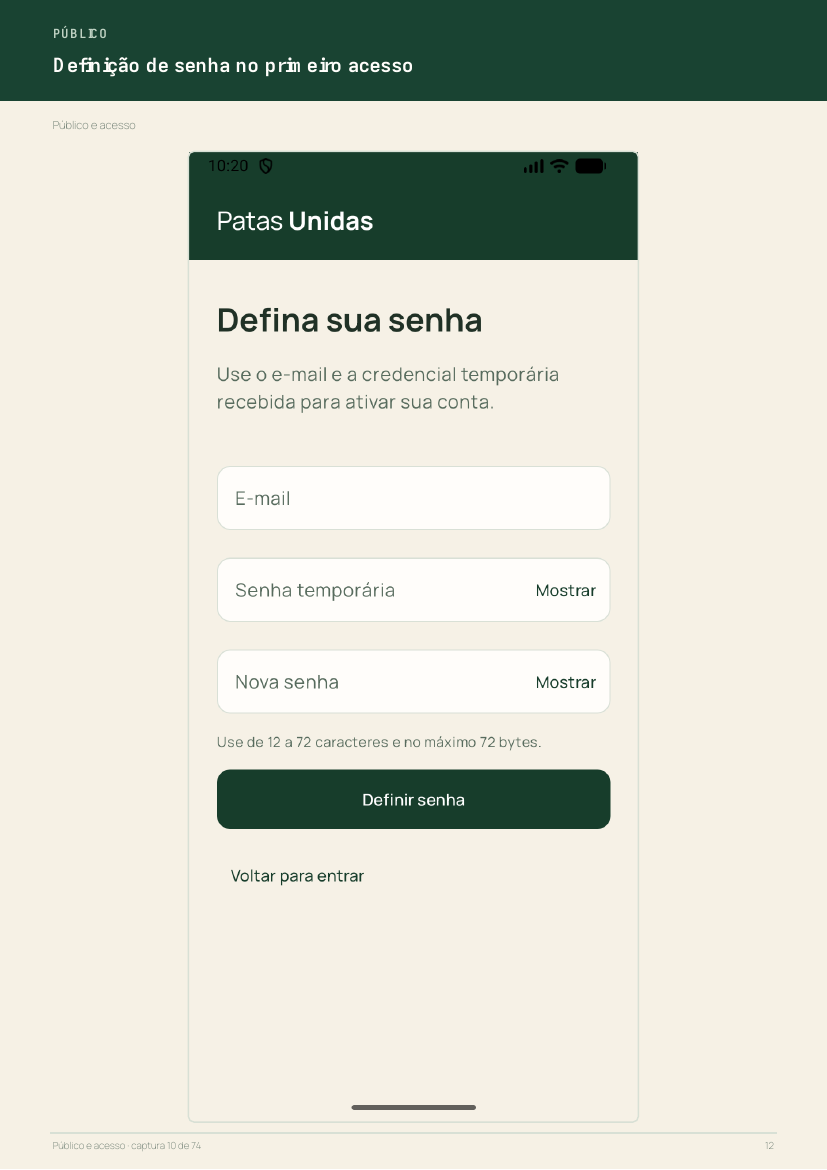 PÚBLICO
Definição de senha no primeiro acesso
Público e acesso
10:20
Patas Unidas
Defina sua senha
Use o e-mail e a credencial temporária
recebida para ativar sua conta.
E-mail
Senha temporária Mostrar
Nova senha Mostrar
Use de 12 a 72 caracteres e no máximo 72 bytes.
Definir senha
Voltar para entrar
Público e acesso · captura 10 de 74 12